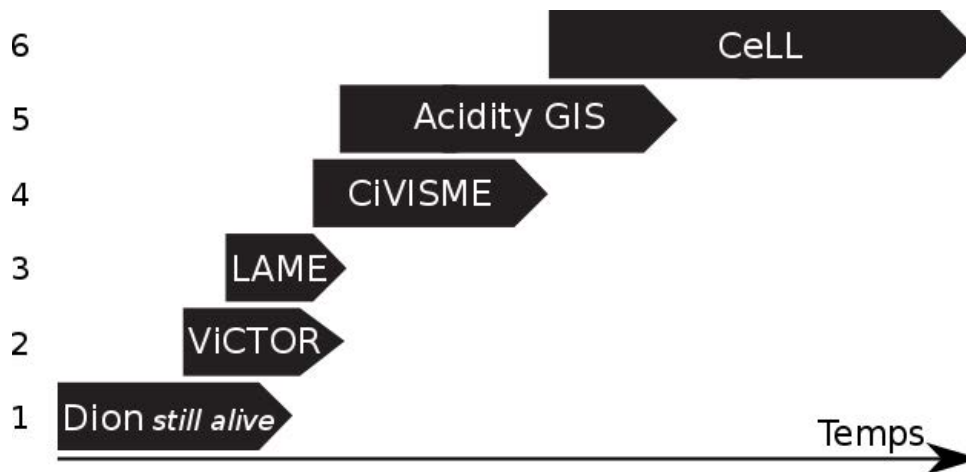 6 CeLL
5 Acidity GIS
4 CiVISME
3 LAME
2 ViCTOR
1 Dion still alive
Temps